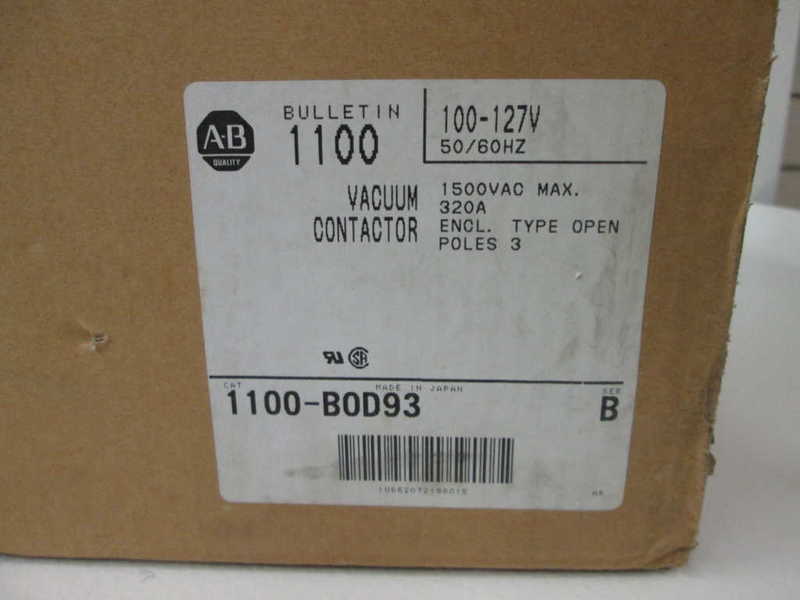 A-B
QUALITY
BULLETIN
1100
100-127V
50/60HZ
VACUUM
CONTACTOR
1500VAC MAX.
320A
ENCL. TYPE OPEN
POLES 3
CAT
MADE IN JAPAN
SER
1100-B0D93
B